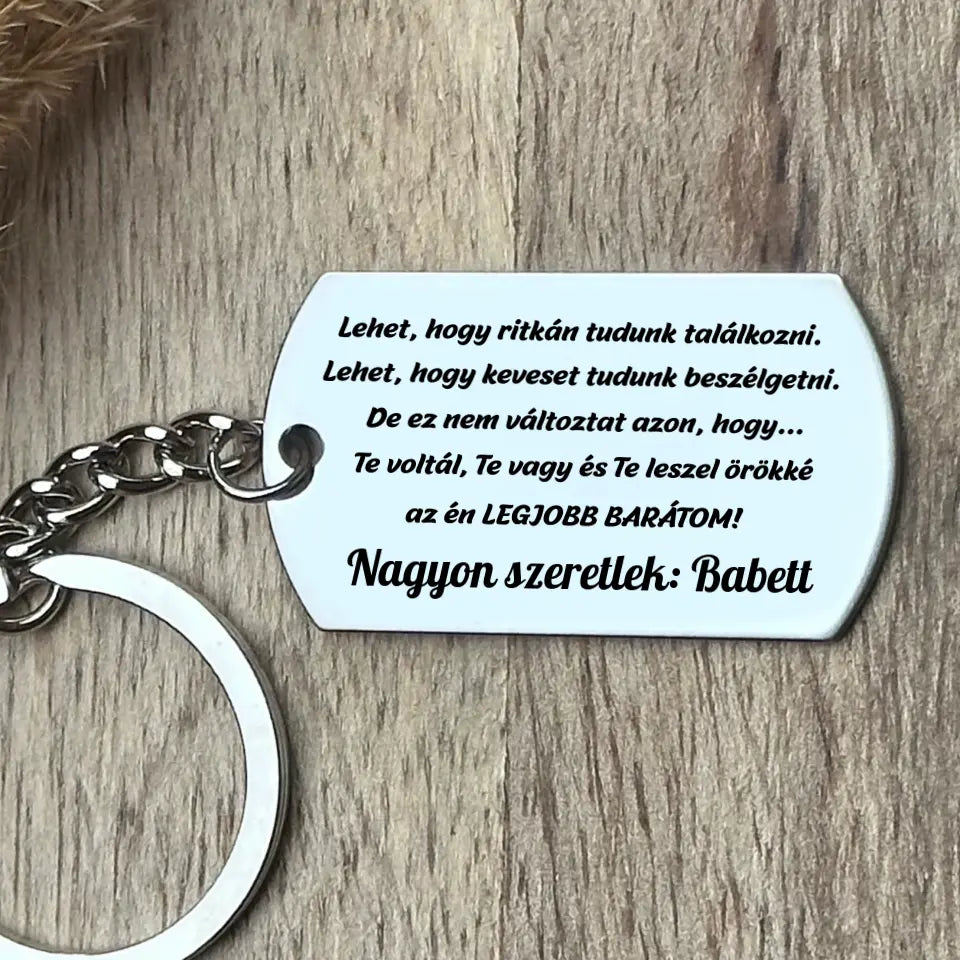 Lehet, hogy ritkán tudunk találkozni.
Lehet, hogy keveset tudunk beszélgetni.
De ez nem változtat azon, hogy...
Te voltál, Te vagy és Te leszel örökké
az én LEGJOBB BARÁTOM!
Nagyon szeretlek: Babett